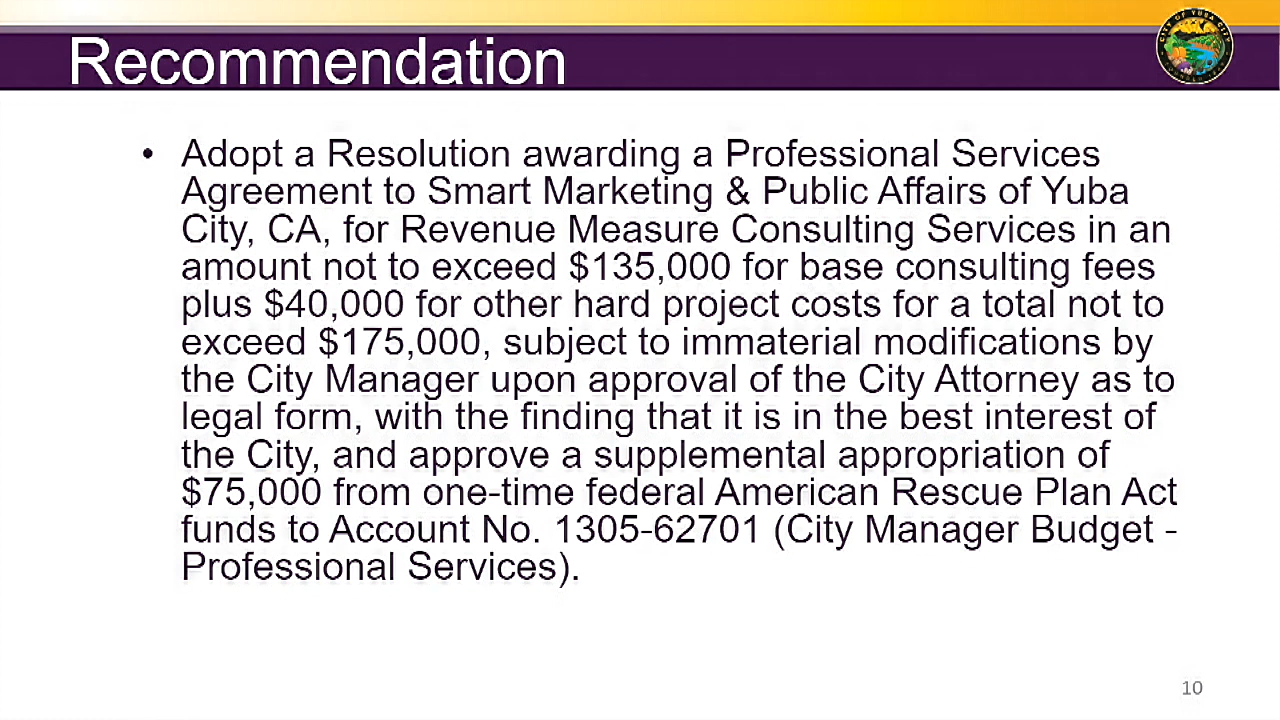 Recommendation
CITY OF YUBA CITY
• Adopt a Resolution awarding a Professional Services
Agreement to Smart Marketing & Public Affairs of Yuba
City, CA, for Revenue Measure Consulting Services in an
amount not to exceed $135,000 for base consulting fees
plus $40,000 for other hard project costs for a total not to
exceed $175,000, subject to immaterial modifications by
the City Manager upon approval of the City Attorney as to
legal form, with the finding that it is in the best interest of
the City, and approve a supplemental appropriation of
$75,000 from one-time federal American Rescue Plan Act
funds to Account No. 1305-62701 (City Manager Budget -
Professional Services).
10